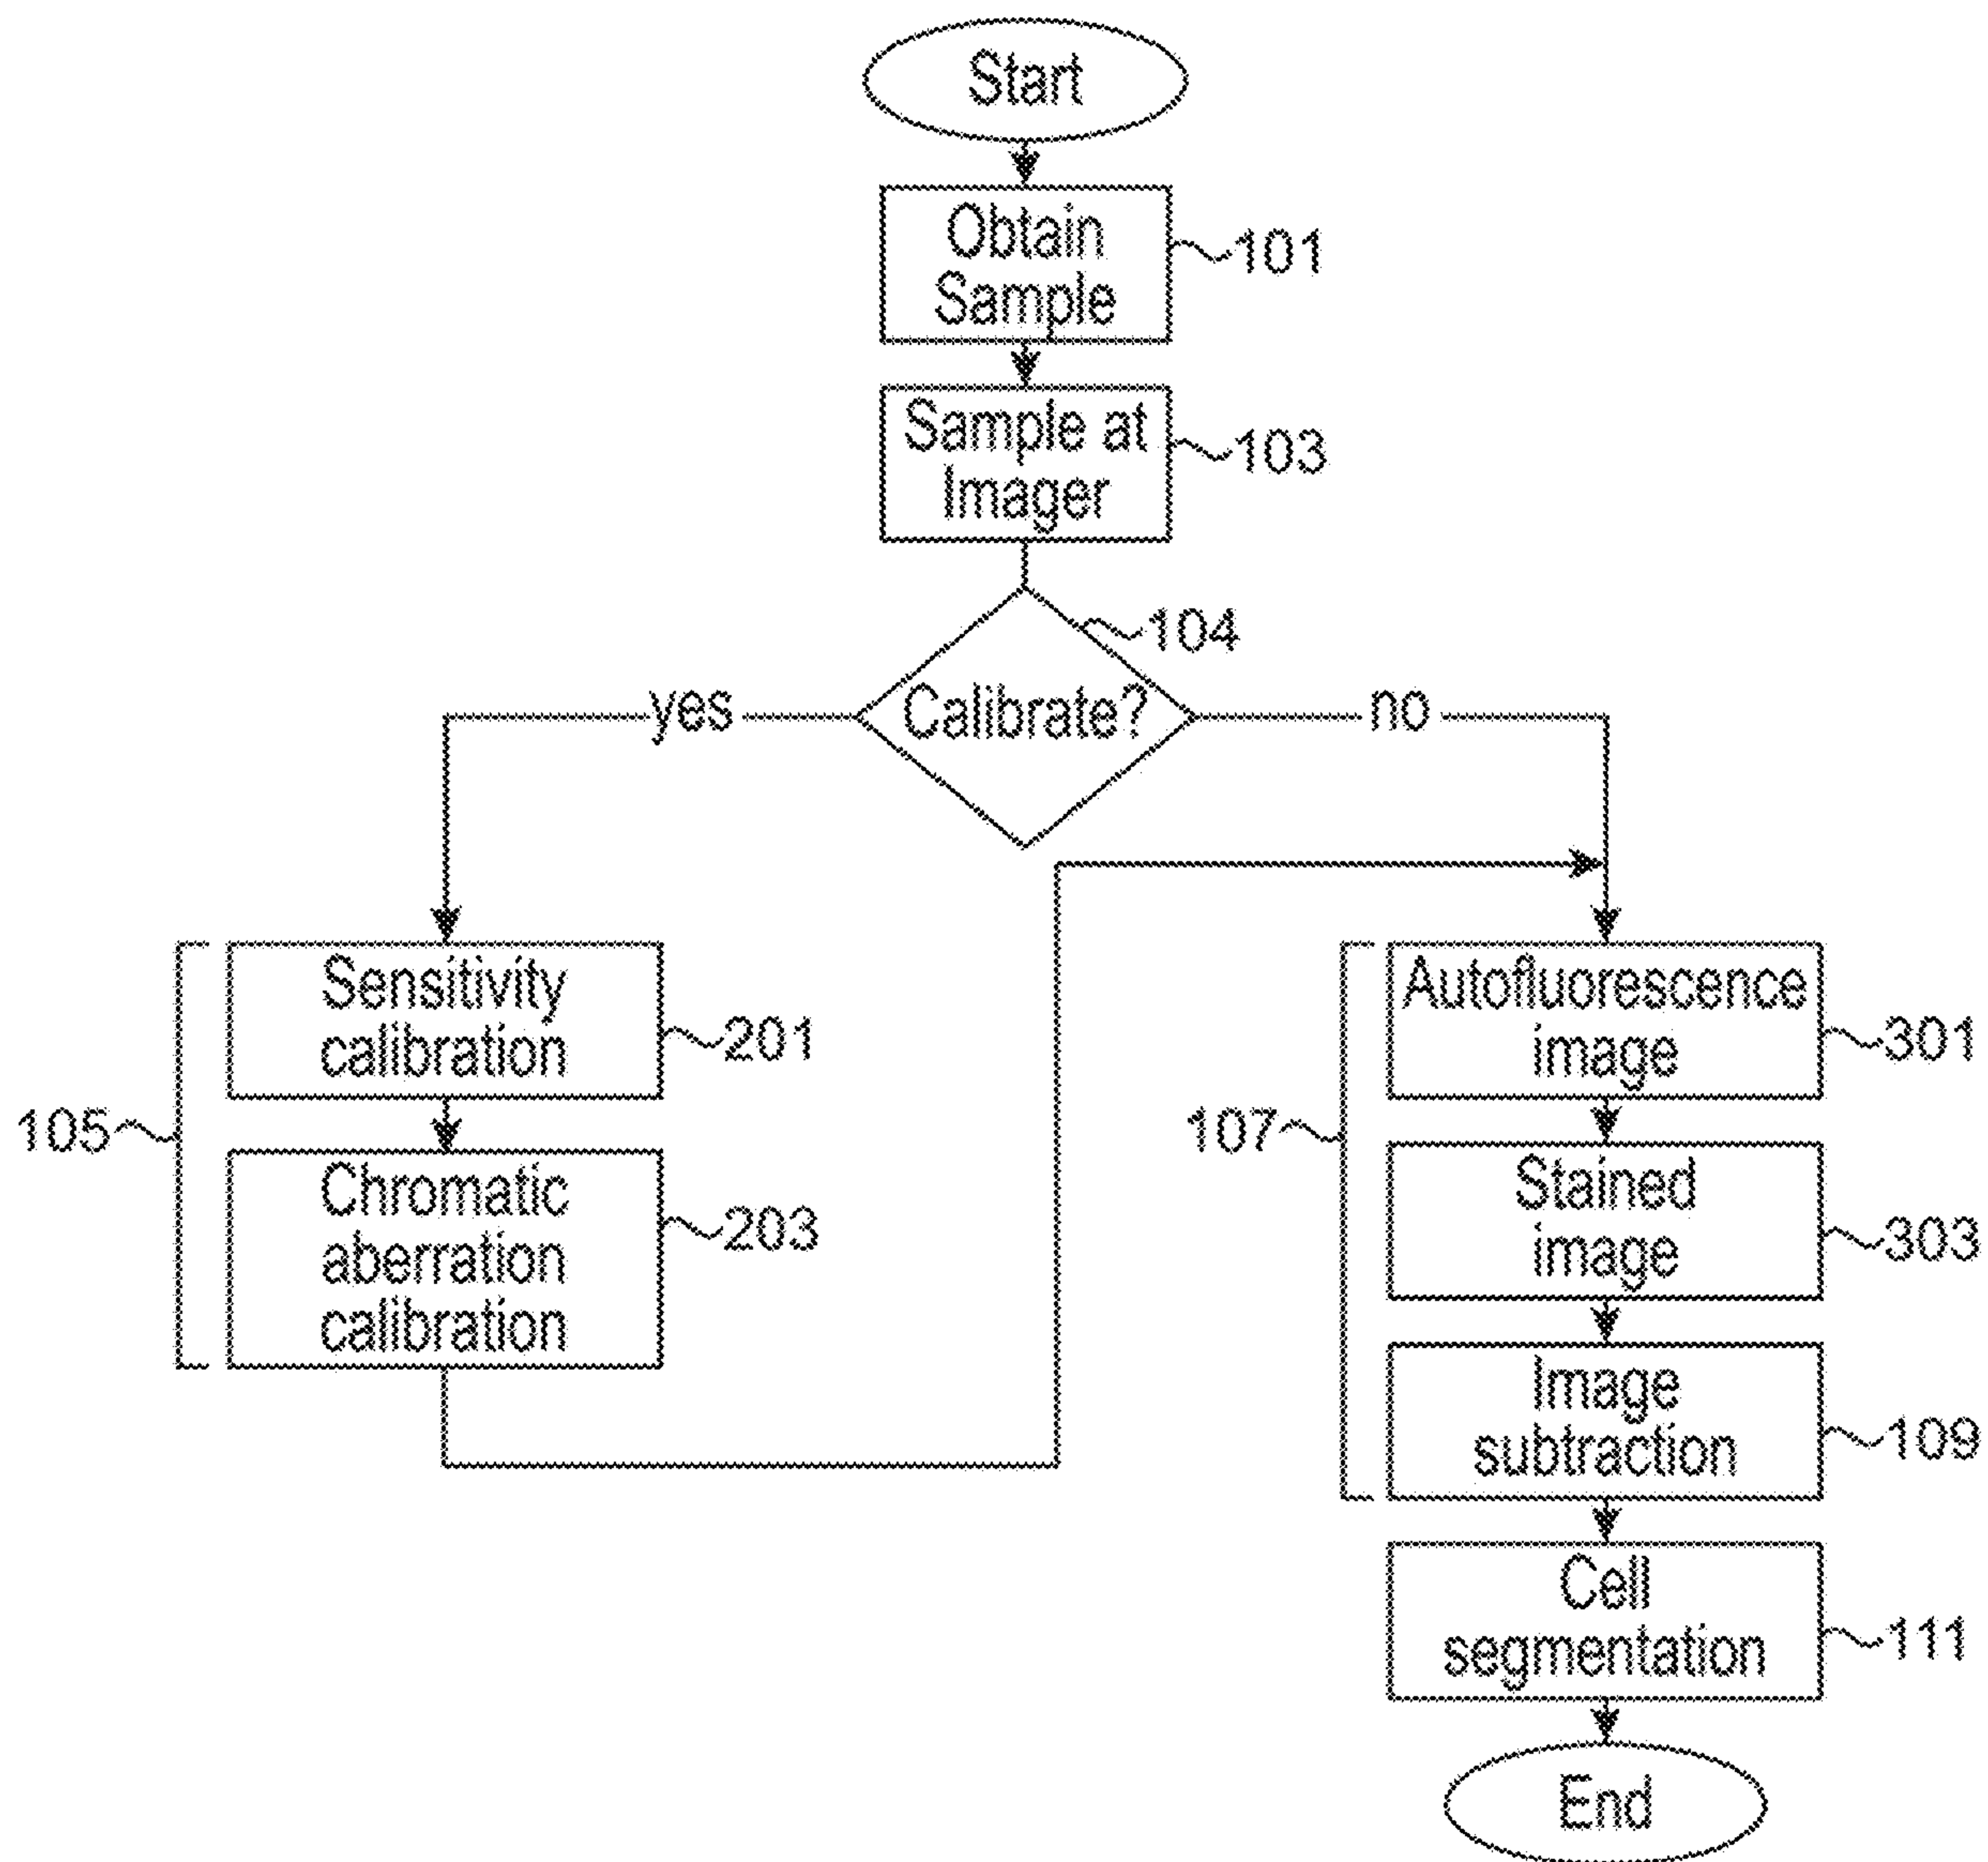 Start
Obtain
Sample
101
Sample at
Imager
103
104
Calibrate?
yes
no
Sensitivity
calibration
201
105
Chromatic
aberration
calibration
203
Autofluorescence
image
301
107
Stained
image
303
Image
subtraction
109
Cell
segmentation
111
End